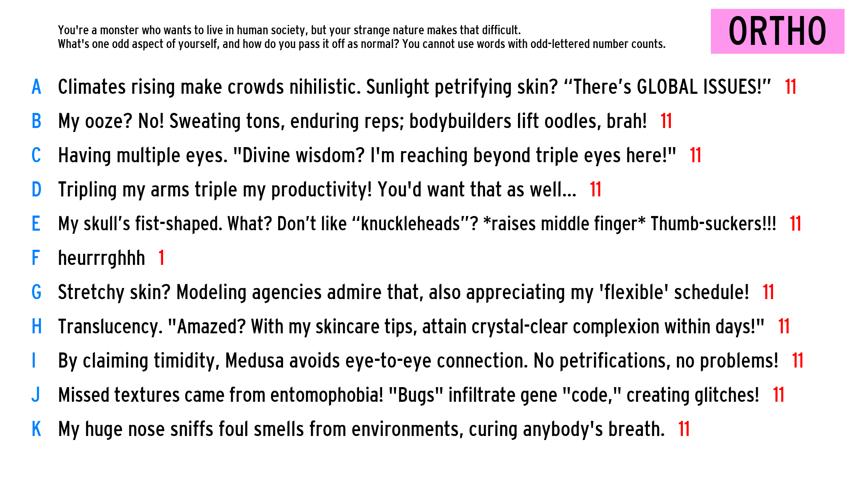 You're a monster who wants to live in human society, but your strange nature makes that difficult.
What's one odd aspect of yourself, and how do you pass it off as normal? You cannot use words with odd-lettered number counts.
ORTHO
A Climates rising make crowds nihilistic. Sunlight petrifying skin? “There’s GLOBAL ISSUES!” 11
B My ooze? No! Sweating tons, enduring reps; bodybuilders lift oodles, brah! 11
C Having multiple eyes. "Divine wisdom? I'm reaching beyond triple eyes here!" 11
D Tripling my arms triple my productivity! You'd want that as well... 11
E My skull’s fist-shaped. What? Don’t like “knuckleheads”? *raises middle finger* Thumb-suckers!!! 11
F heurrrghhh 1
G Stretchy skin? Modeling agencies admire that, also appreciating my 'flexible' schedule! 11
H Translucency. "Amazed? With my skincare tips, attain crystal-clear complexion within days!" 11
I By claiming timidity, Medusa avoids eye-to-eye connection. No petrifications, no problems! 11
J Missed textures came from entomophobia! "Bugs" infiltrate gene "code," creating glitches! 11
K My huge nose sniffs foul smells from environments, curing anybody's breath. 11